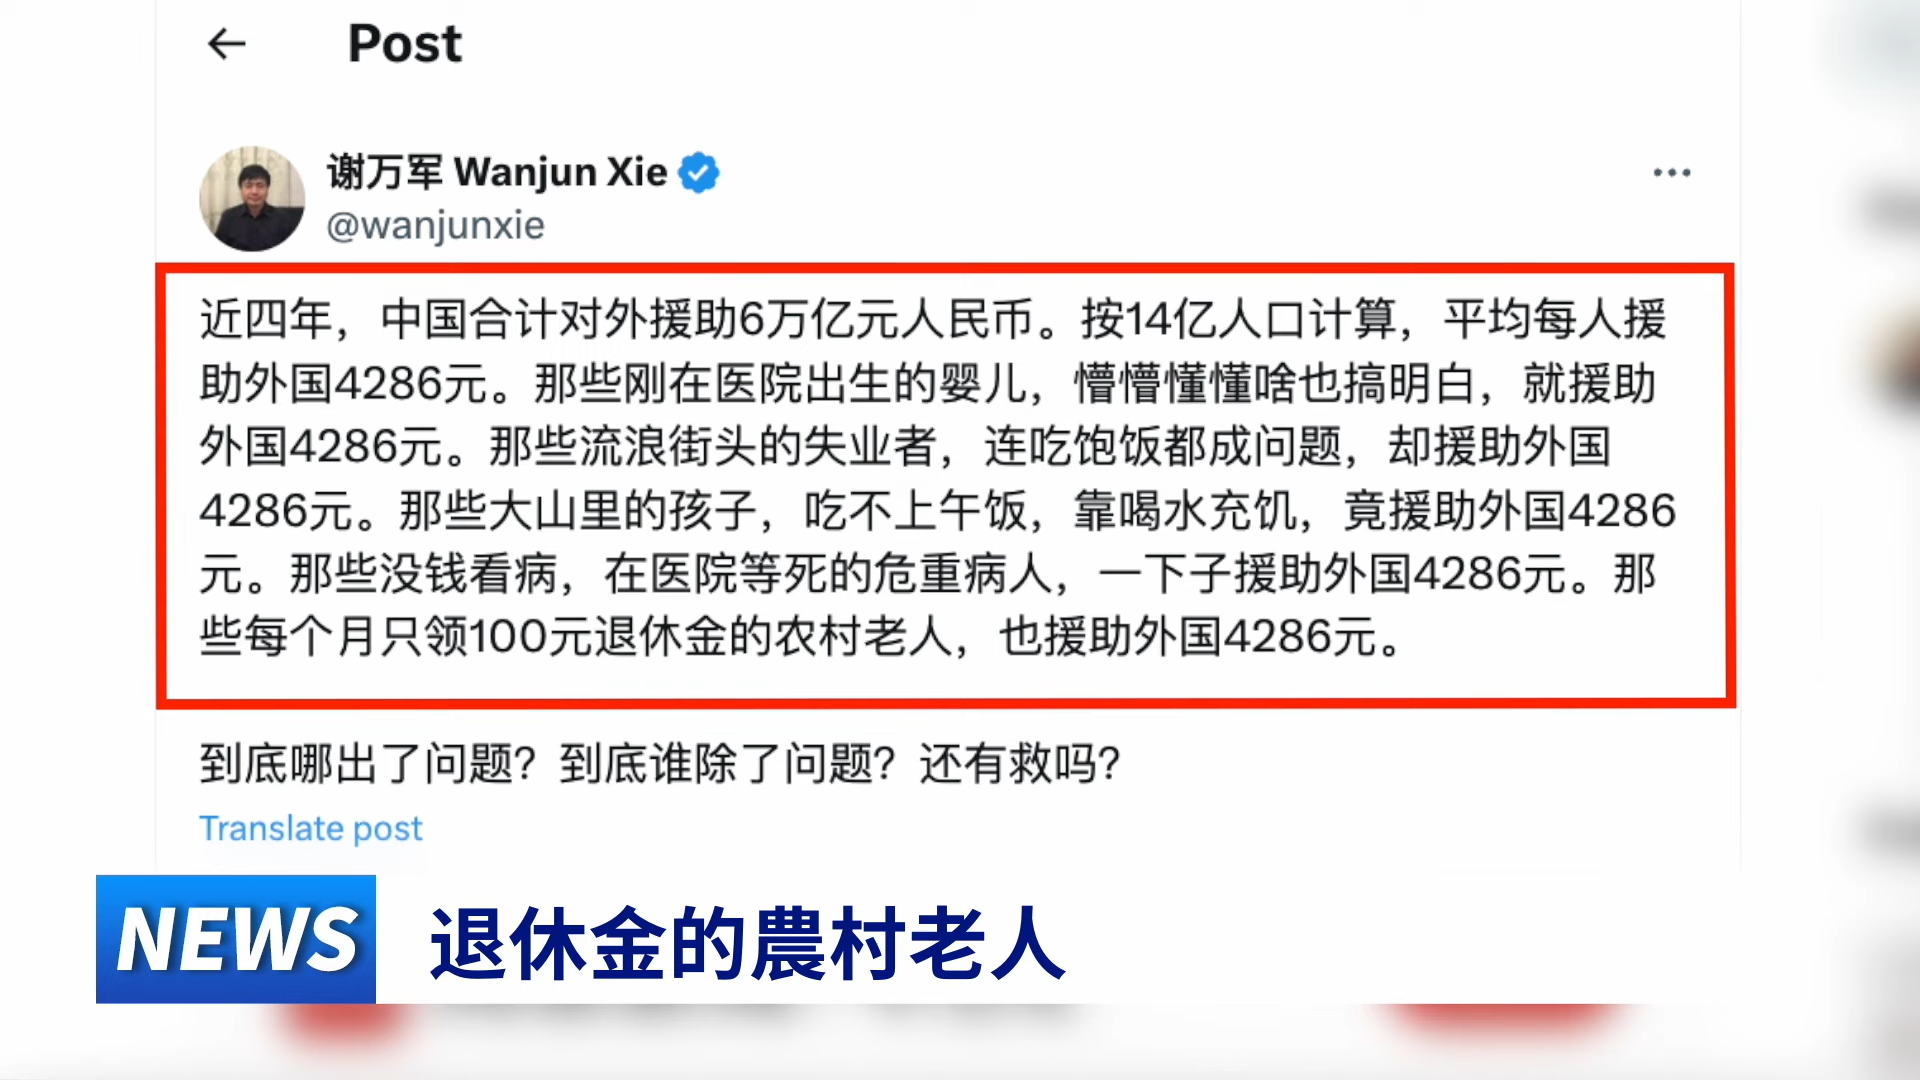 Post
谢万军 Wanjun Xie
@wanjunxie
近四年，中国合计对外援助6万亿元人民币。按14亿人口计算，平均每人援
助外国4286元。那些刚在医院出生的婴儿，懵懵懂懂啥也搞明白，就援助
外国4286元。那些流浪街头的失业者，连吃饱饭都成问题，却援助外国
4286元。那些大山里的孩子，吃不上午饭，靠喝水充饥，竟援助外国4286
元。那些没钱看病，在医院等死的危重病人，一下子援助外国4286元。那
些每个月只领100元退休金的农村老人，也援助外国4286元。
到底哪出了问题？到底谁除了问题？还有救吗？
Translate post
NEWS
退休金的農村老人